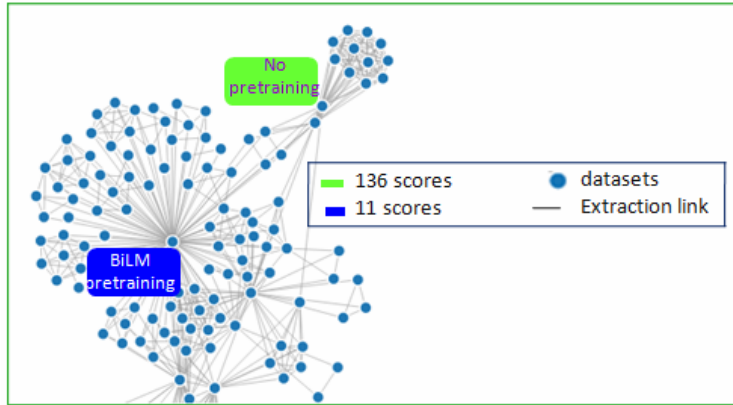 No
pretraining
136 scores
datasets
11 scores
Extraction link
BiLM
pretraining